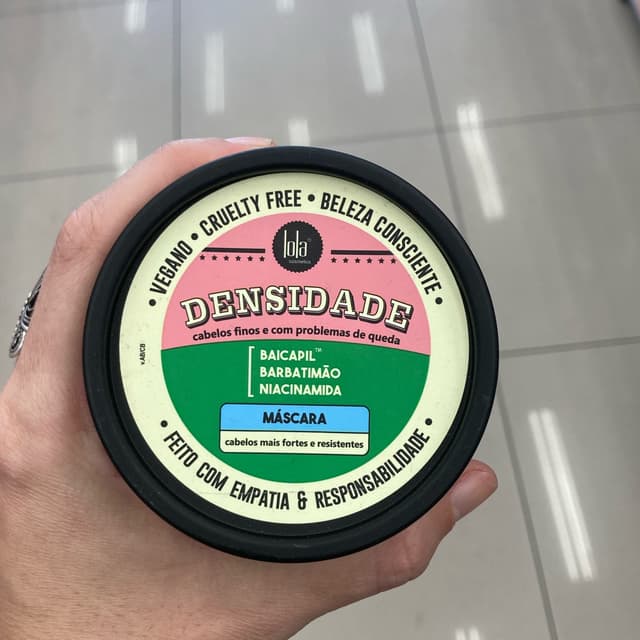 • VEGANO • CRUELTY FREE • BELEZA CONSCIENTE •
lola
cosmetics
DENSIDADE
cabelos finos e com problemas de queda
BAICAPIL™
BARBATIMÃO
NIACINAMIDA
MÁSCARA
cabelos mais fortes e resistentes
• FEITO COM EMPATIA & RESPONSABILIDADE •